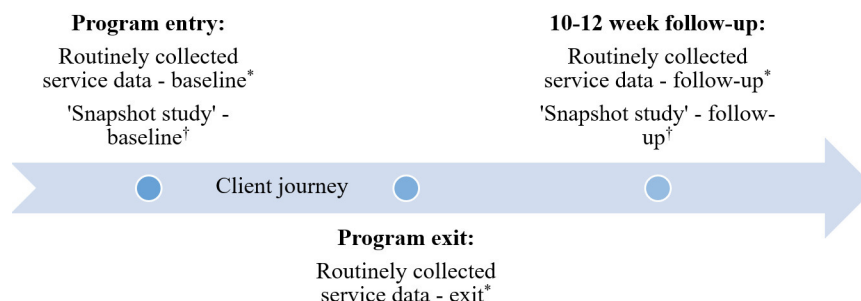 Program entry:
Routinely collected
service data - baseline*
'Snapshot study' -
baseline†
10-12 week follow-up:
Routinely collected
service data - follow-up*
'Snapshot study' - follow-
up†
Client journey
Program exit:
Routinely collected
service data - exit*